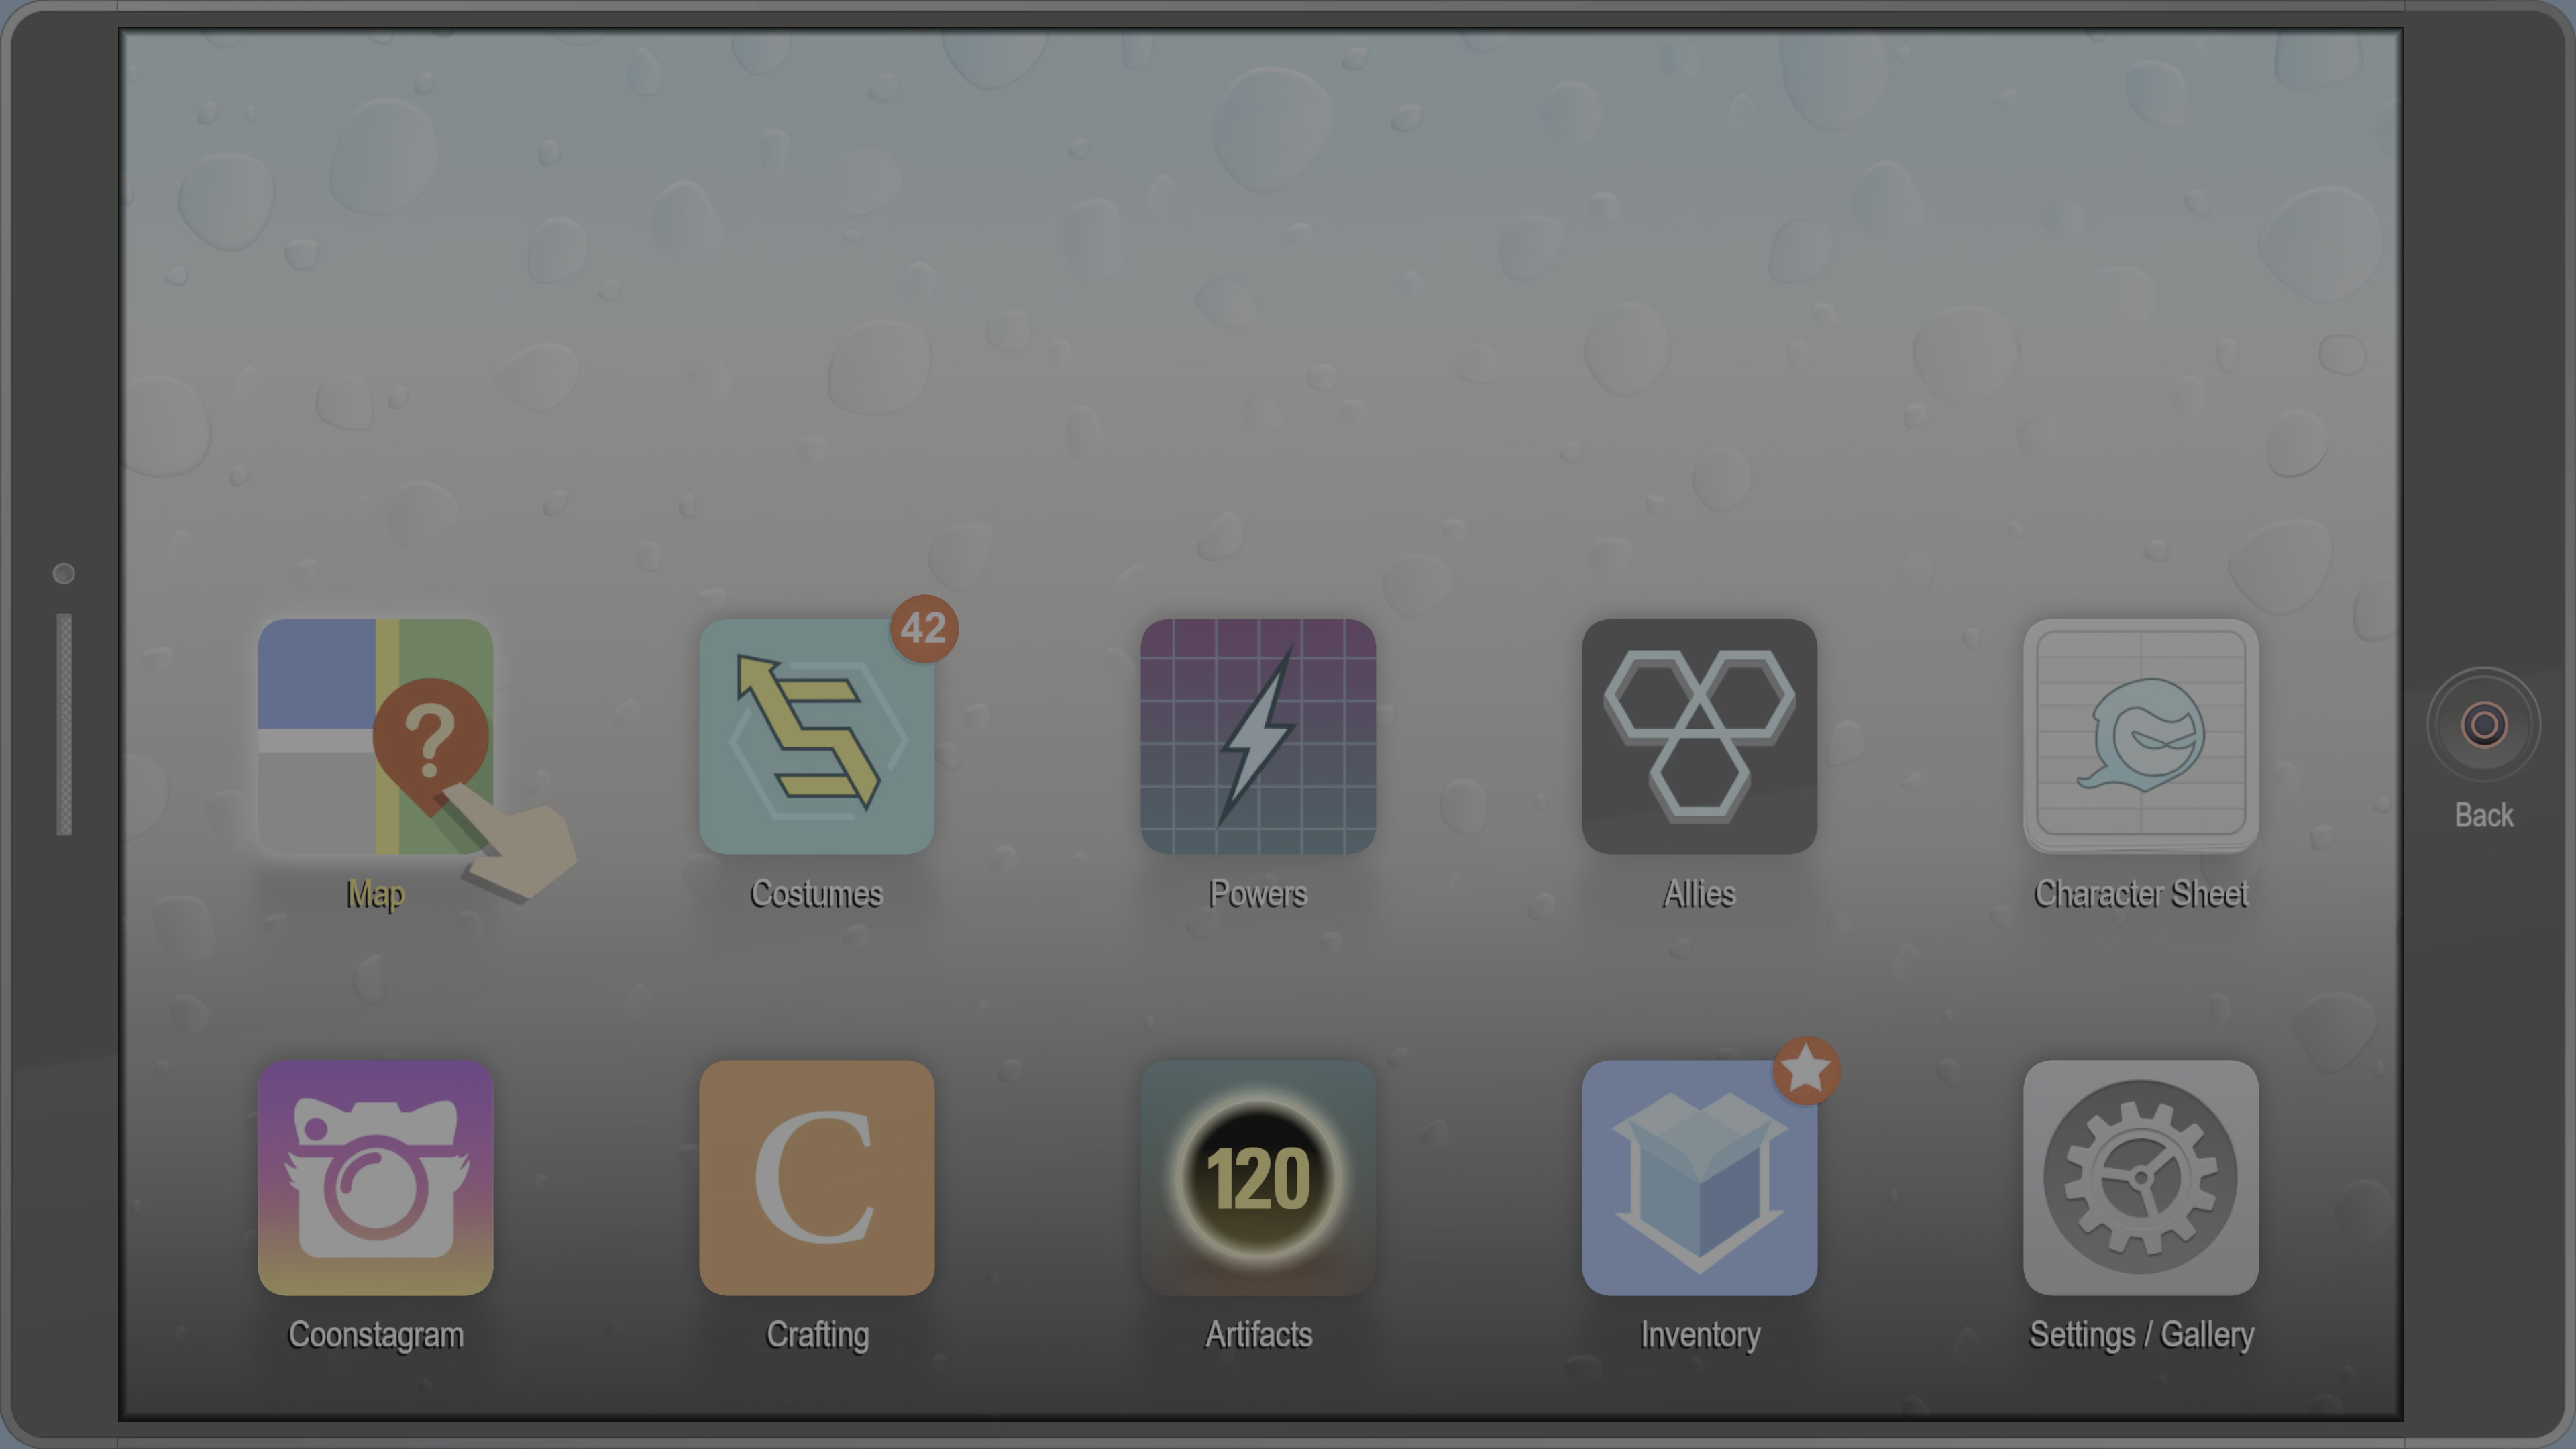 42
?
Map
Costumes
Powers
Allies
Character Sheet
Back
C
120
Coonstagram
Crafting
Artifacts
Inventory
Settings / Gallery